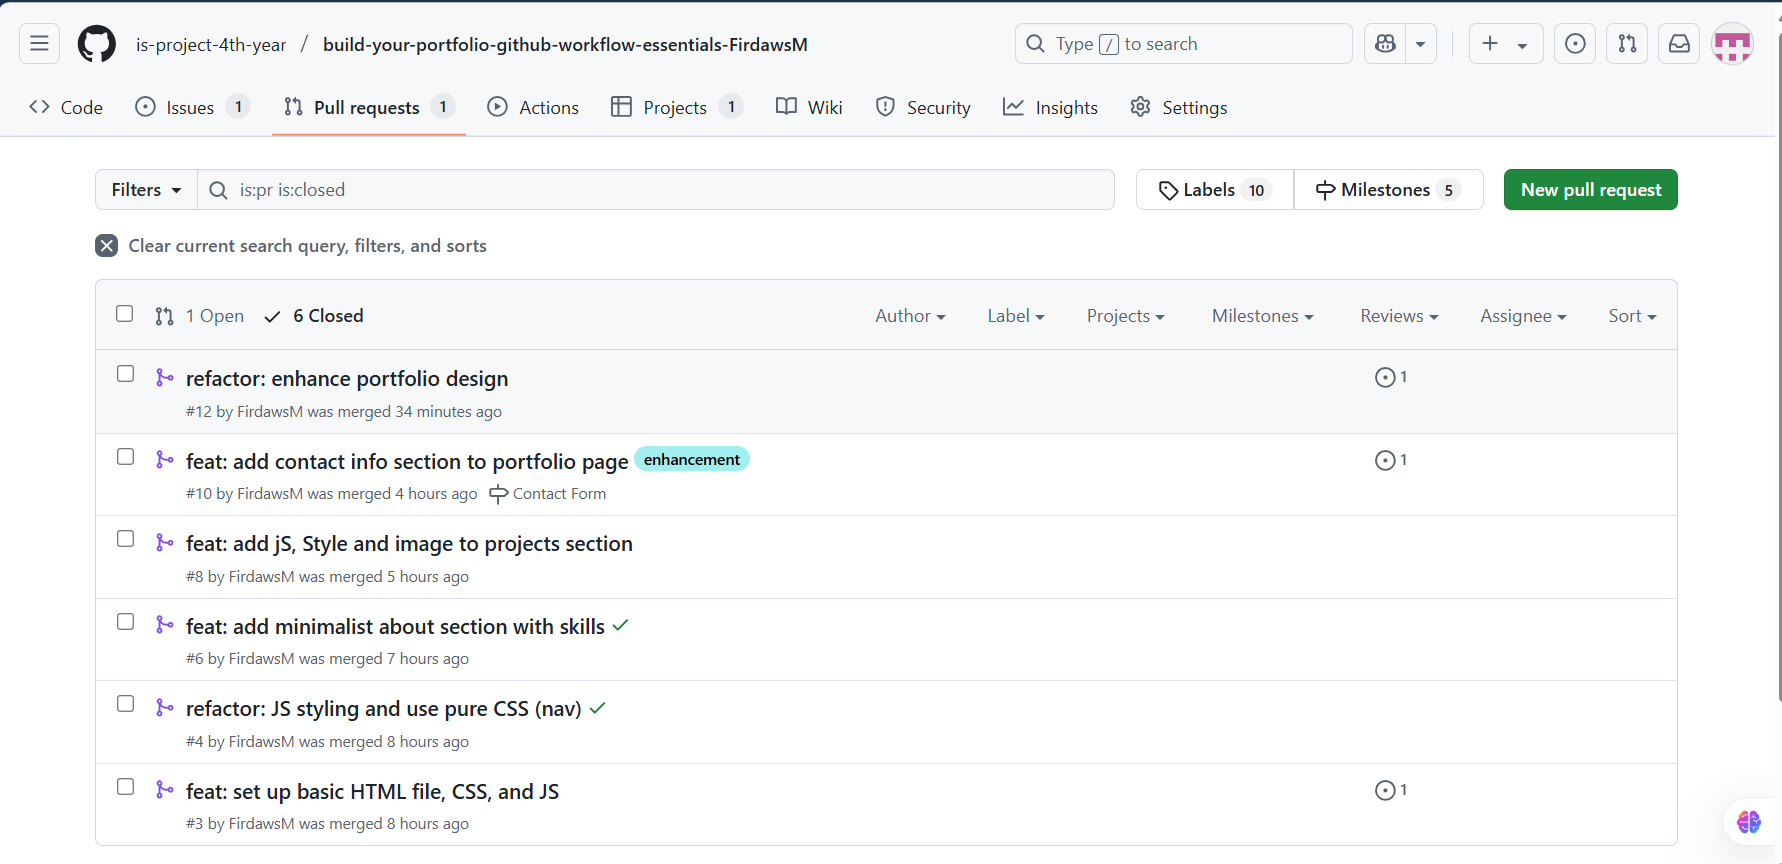 is-project-4th-year / build-your-portfolio-github-workflow-essentials-FirdawsM Type / to search
Code Issues 1 Pull requests 1 Actions Projects 1 Wiki Security Insights Settings
Filters is:pr is:closed Labels 10 Milestones 5 New pull request
Clear current search query, filters, and sorts
1 Open 6 Closed Author Label Projects Milestones Reviews Assignee Sort
refactor: enhance portfolio design 1
#12 by FirdawsM was merged 34 minutes ago
feat: add contact info section to portfolio page enhancement 1
#10 by FirdawsM was merged 4 hours ago Contact Form
feat: add jS, Style and image to projects section
#8 by FirdawsM was merged 5 hours ago
feat: add minimalist about section with skills
#6 by FirdawsM was merged 7 hours ago
refactor: JS styling and use pure CSS (nav)
#4 by FirdawsM was merged 8 hours ago
feat: set up basic HTML file, CSS, and JS 1
#3 by FirdawsM was merged 8 hours ago